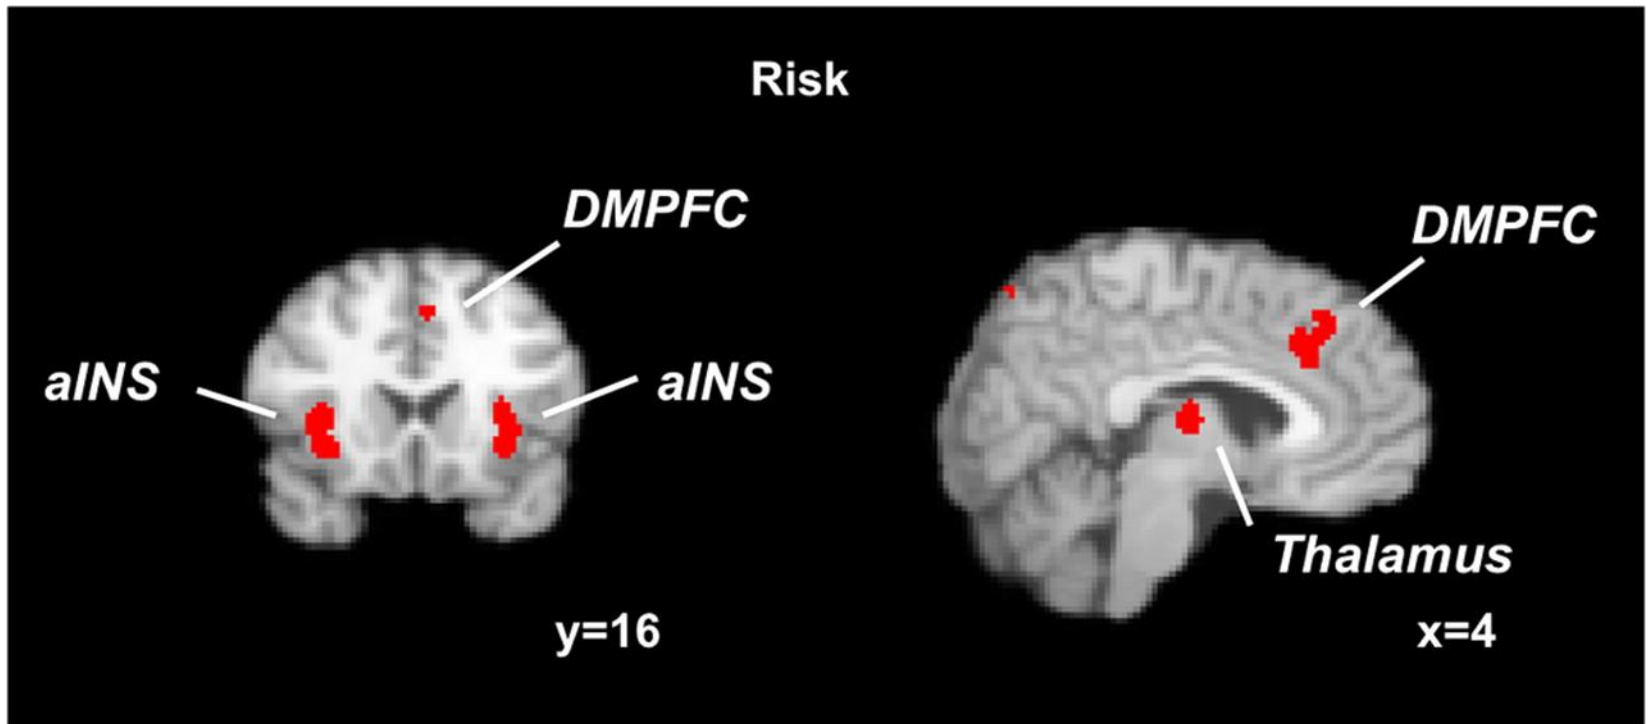 Risk
DMPFC
DMPFC
aINS
aINS
Thalamus
y=16
x=4